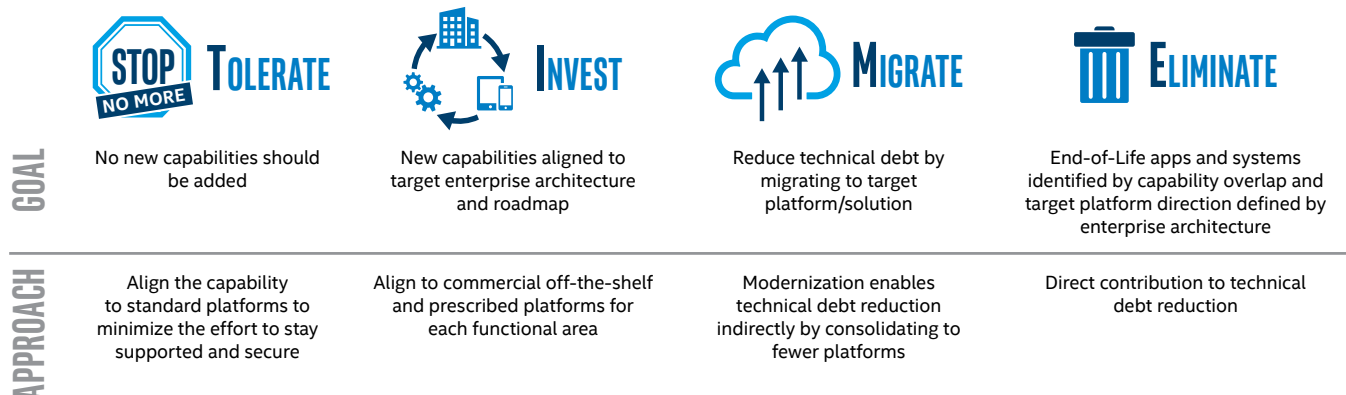 STOP
NO MORE
TOLERATE
INVEST
MIGRATE
ELIMINATE
GOAL
No new capabilities should
be added
New capabilities aligned to
target enterprise architecture
and roadmap
Reduce technical debt by
migrating to target
platform/solution
End-of-Life apps and systems
identified by capability overlap and
target platform direction defined by
enterprise architecture
APPROACH
Align the capability
to standard platforms to
minimize the effort to stay
supported and secure
Align to commercial off-the-shelf
and prescribed platforms for
each functional area
Modernization enables
technical debt reduction
indirectly by consolidating to
fewer platforms
Direct contribution to technical
debt reduction